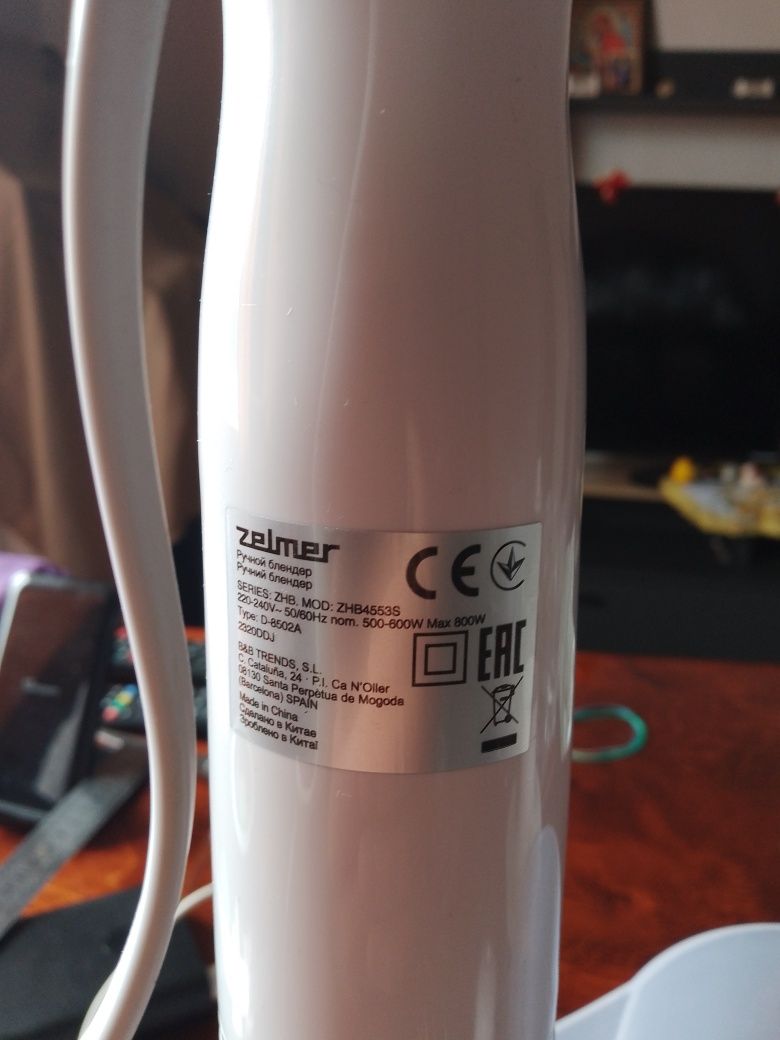 zelmer
Ручной блендер
Ручний блендер
SERIES: ZHB. MOD: ZHB4553S
220-240V~ 50/60Hz nom. 500-600W Max 800W
Type: D-8502A
2320DDJ
B&B TRENDS, S.L.
C. Cataluña, 24 · P.I. Ca N'Oller
08130 Santa Perpètua de Mogoda
(Barcelona) SPAIN
Made in China
Сделано в Китае
Зроблено в Китаї
CE
EAC